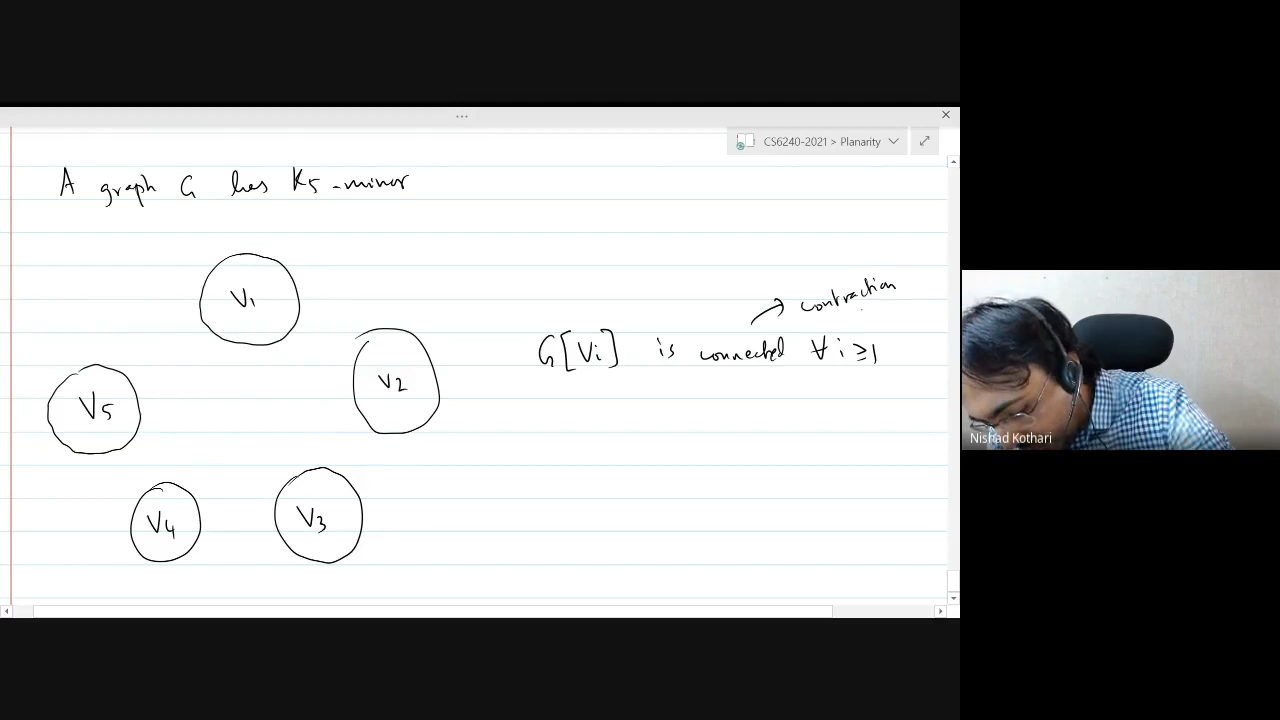 CS6240-2021 > Planarity
A graph G has K5-minor
V1
V2
V5
V4
V3
contraction
G[Vi] is connected ∀ i ≥ 1
Nishad Kothari